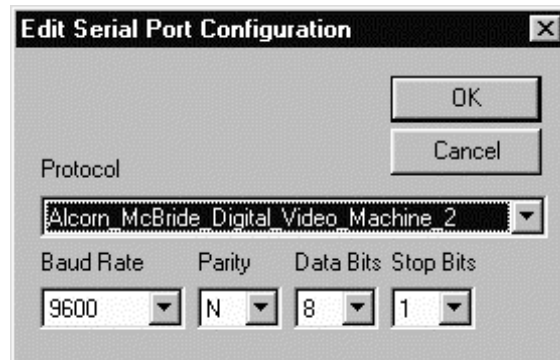 Edit Serial Port Configuration
OK
Cancel
Protocol
Alcorn_McBride_Digital_Video_Machine_2
Baud Rate Parity Data Bits Stop Bits
9600 N 8 1